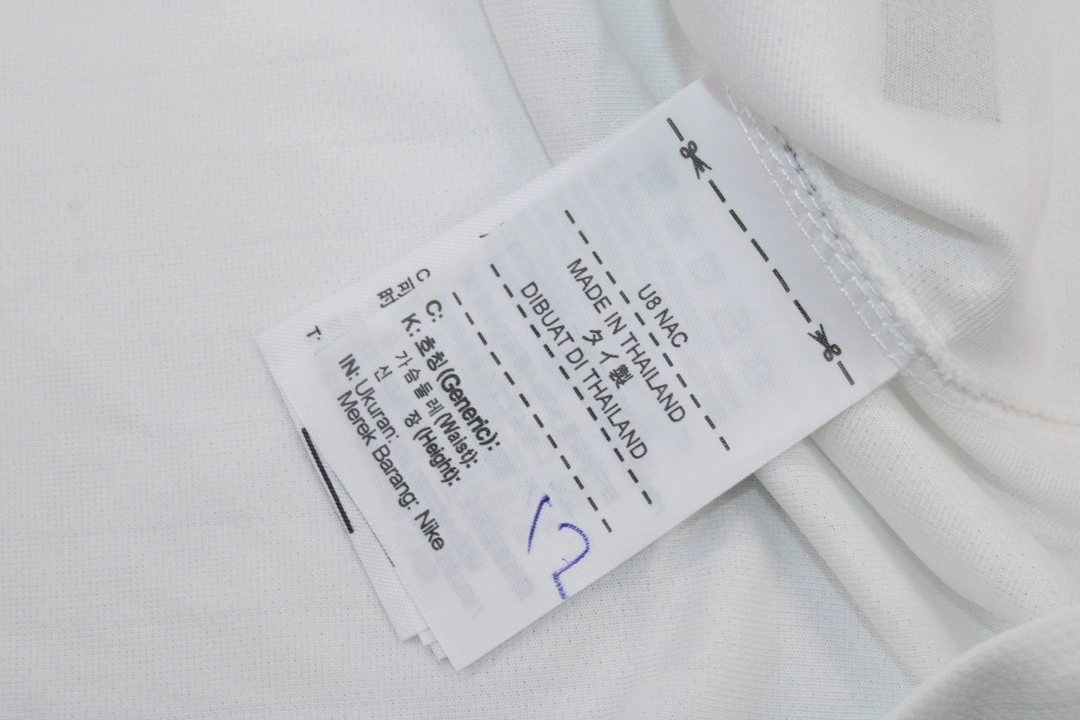 U8 NAC
MADE IN THAILAND
タイ製
DIBUAT DI THAILAND
C:
K: 호칭(Generic):
가슴둘레(Waist):
신 장 (Height):
IN: Ukuran:
Merek Barang: Nike
C
T:
12